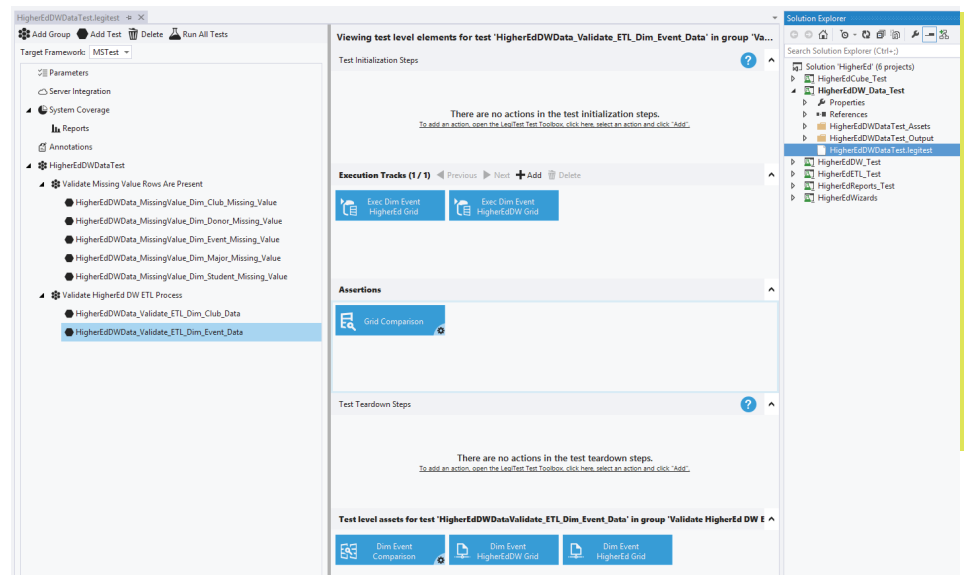 HigherEdDWDataTest.legitest
Add Group Add Test Delete Run All Tests
Target Framework: MSTest
Parameters
Server Integration
System Coverage
Reports
Annotations
HigherEdDWDataTest
Validate Missing Value Rows Are Present
HigherEdDWData_MissingValue_Dim_Club_Missing_Value
HigherEdDWData_MissingValue_Dim_Donor_Missing_Value
HigherEdDWData_MissingValue_Dim_Event_Missing_Value
HigherEdDWData_MissingValue_Dim_Major_Missing_Value
HigherEdDWData_MissingValue_Dim_Student_Missing_Value
Validate HigherEd DW ETL Process
HigherEdDWData_Validate_ETL_Dim_Club_Data
HigherEdDWData_Validate_ETL_Dim_Event_Data
Viewing test level elements for test 'HigherEdDWData_Validate_ETL_Dim_Event_Data' in group 'Va...
Test Initialization Steps
?
There are no actions in the test initialization steps.
To add an action, open the LegiTest Test Toolbox, click here, select an action and click "Add".
Execution Tracks (1 / 1) Previous Next Add Delete
Exec Dim Event
HigherEd Grid
Exec Dim Event
HigherEdDW Grid
Assertions
Grid Comparison
Test Teardown Steps
?
There are no actions in the test teardown steps.
To add an action, open the LegiTest Test Toolbox, click here, select an action and click "Add".
Test level assets for test 'HigherEdDWDataValidate_ETL_Dim_Event_Data' in group 'Validate HigherEd DW E
Dim Event
Comparison
Dim Event
HigherEdDW Grid
Dim Event
HigherEd Grid
Solution Explorer
Search Solution Explorer (Ctrl+;)
Solution 'HigherEd' (6 projects)
HigherEdCube_Test
HigherEdDW_Data_Test
Properties
References
HigherEdDWDataTest_Assets
HigherEdDWDataTest_Output
HigherEdDWDataTest.legitest
HigherEdDW_Test
HigherEdETL_Test
HigherEdReports_Test
HigherEdWizards